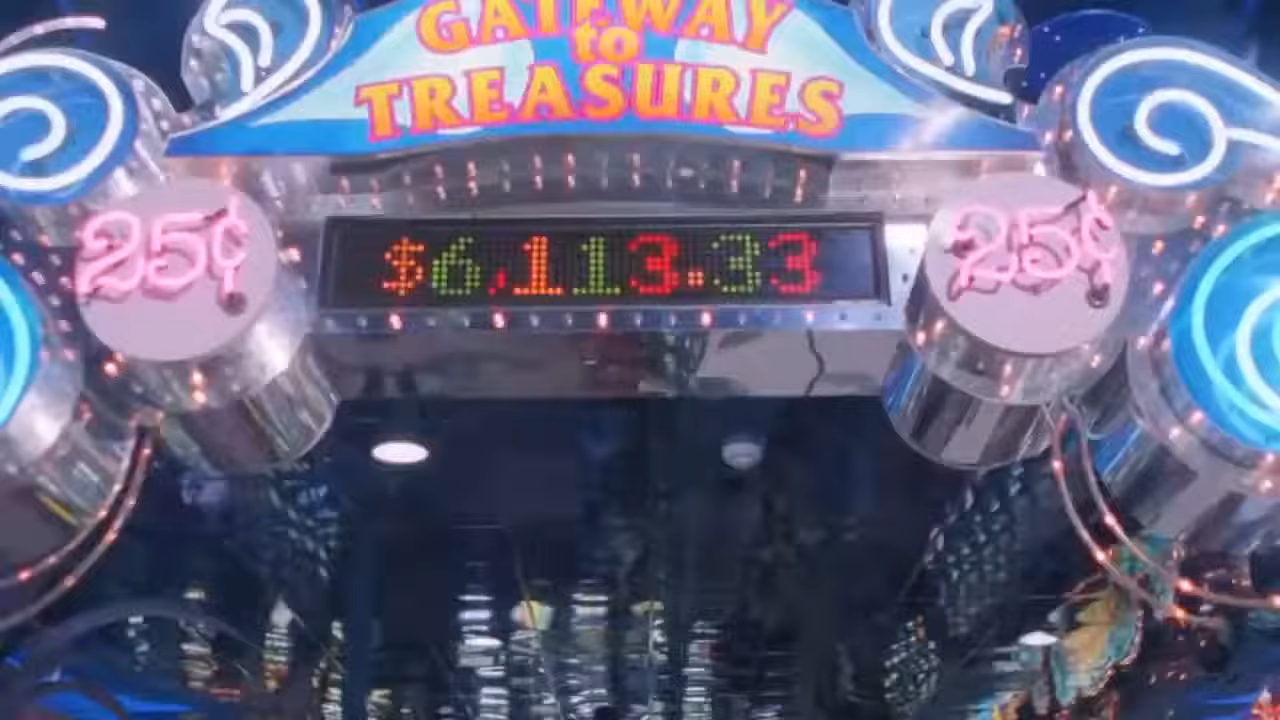 GATEWAY
to
TREASURES
25¢
$6,113.33
25¢